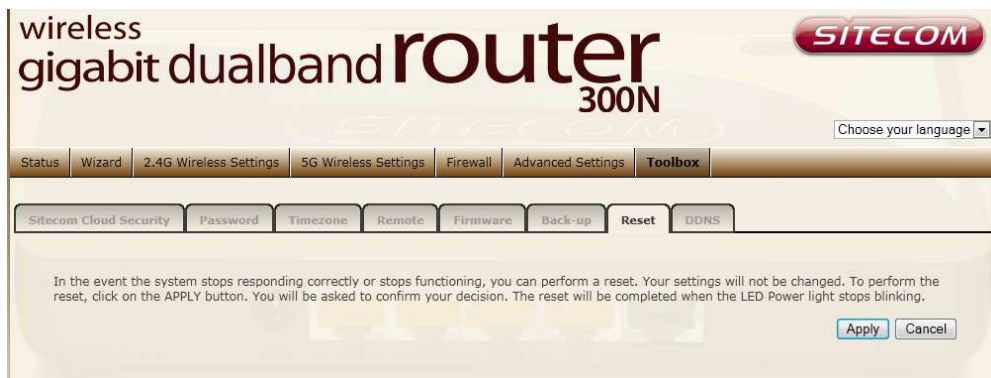 wireless
gigabit dualband router
300N
SITECOM
SITECOM
Choose your language
Status Wizard 2.4G Wireless Settings 5G Wireless Settings Firewall Advanced Settings Toolbox
Sitecom Cloud Security Password Timezone Remote Firmware Back-up Reset DDNS
In the event the system stops responding correctly or stops functioning, you can perform a reset. Your settings will not be changed. To perform the
reset, click on the APPLY button. You will be asked to confirm your decision. The reset will be completed when the LED Power light stops blinking.
Apply Cancel